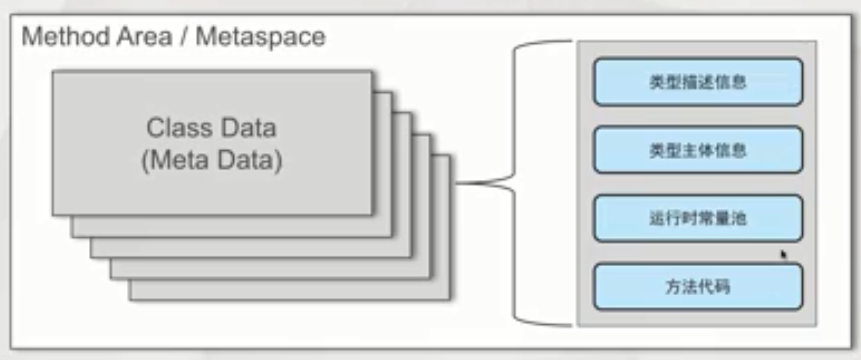 Method Area / Metaspace
Class Data
(Meta Data)
类型描述信息
类型主体信息
运行时常量池
方法代码